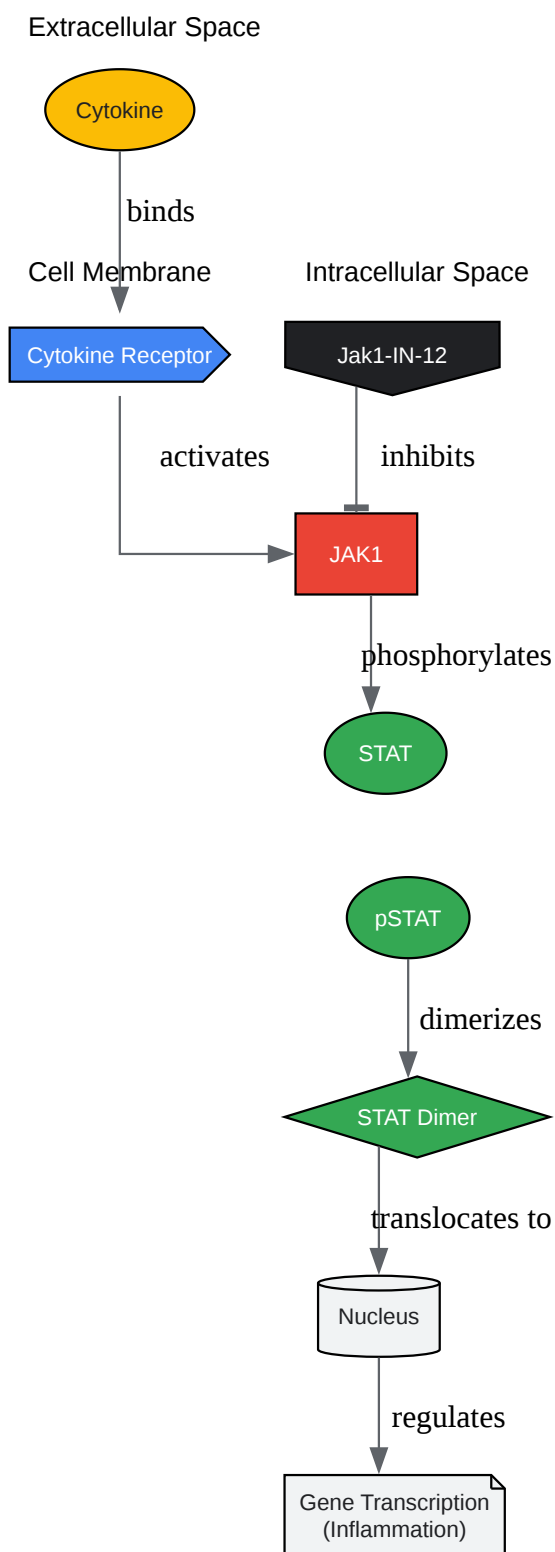 Extracellular Space
Cytokine
binds
Cell Membrane
Intracellular Space
Cytokine Receptor
Jak1-IN-12
activates
inhibits
JAK1
phosphorylates
STAT
pSTAT
dimerizes
STAT Dimer
translocates to
Nucleus
regulates
Gene Transcription
(Inflammation)